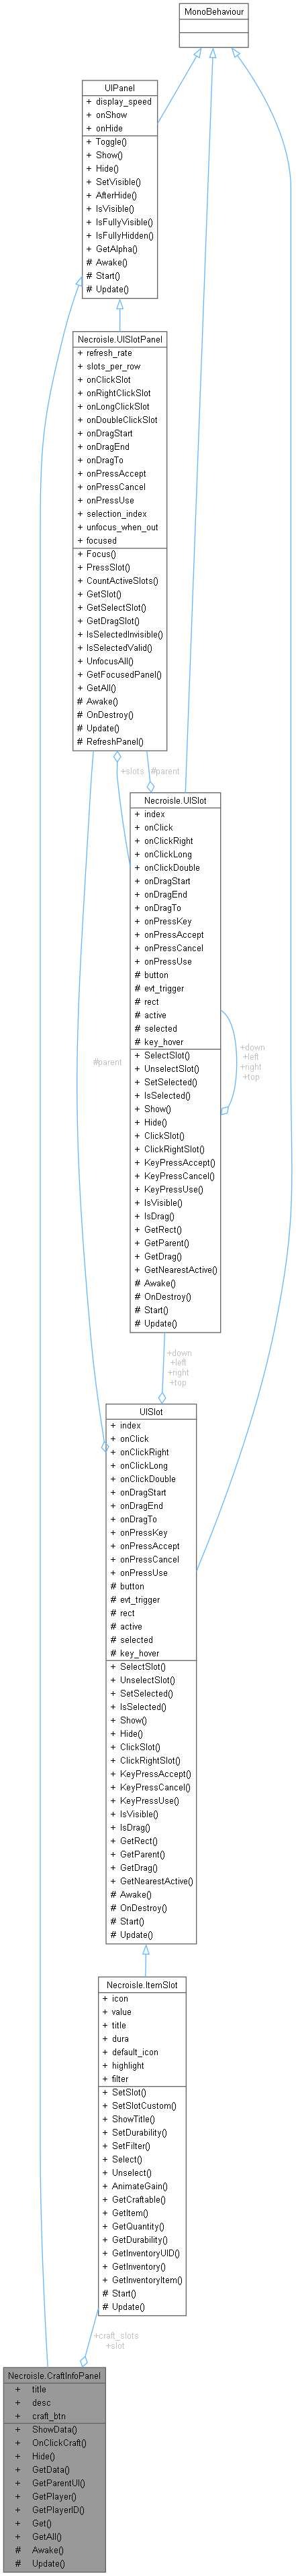 MonoBehaviour
UIPanel
+ display_speed
+ onShow
+ onHide
+ Toggle()
+ Show()
+ Hide()
+ SetVisible()
+ AfterHide()
+ IsVisible()
+ IsFullyVisible()
+ IsFullyHidden()
+ GetAlpha()
# Awake()
# Start()
# Update()
Necroisle.UISlotPanel
+ refresh_rate
+ slots_per_row
+ onClickSlot
+ onRightClickSlot
+ onLongClickSlot
+ onDoubleClickSlot
+ onDragStart
+ onDragEnd
+ onDragTo
+ onPressAccept
+ onPressCancel
+ onPressUse
+ selection_index
+ unfocus_when_out
+ focused
+ Focus()
+ PressSlot()
+ CountActiveSlots()
+ GetSlot()
+ GetSelectSlot()
+ GetDragSlot()
+ IsSelectedInvisible()
+ IsSelectedValid()
+ UnfocusAll()
+ GetFocusedPanel()
+ GetAll()
# Awake()
# OnDestroy()
# Update()
# RefreshPanel()
+slots
#parent
Necroisle.UISlot
+ index
+ onClick
+ onClickRight
+ onClickLong
+ onClickDouble
+ onDragStart
+ onDragEnd
+ onDragTo
+ onPressKey
+ onPressAccept
+ onPressCancel
+ onPressUse
# button
# evt_trigger
# rect
# active
# selected
# key_hover
+ SelectSlot()
+ UnselectSlot()
+ SetSelected()
+ IsSelected()
+ Show()
+ Hide()
+ ClickSlot()
+ ClickRightSlot()
+ KeyPressAccept()
+ KeyPressCancel()
+ KeyPressUse()
+ IsVisible()
+ IsDrag()
+ GetRect()
+ GetParent()
+ GetDrag()
+ GetNearestActive()
# Awake()
# OnDestroy()
# Start()
# Update()
+down
+left
+right
+top
#parent
+down
+left
+right
+top
UISlot
+ index
+ onClick
+ onClickRight
+ onClickLong
+ onClickDouble
+ onDragStart
+ onDragEnd
+ onDragTo
+ onPressKey
+ onPressAccept
+ onPressCancel
+ onPressUse
# button
# evt_trigger
# rect
# active
# selected
# key_hover
+ SelectSlot()
+ UnselectSlot()
+ SetSelected()
+ IsSelected()
+ Show()
+ Hide()
+ ClickSlot()
+ ClickRightSlot()
+ KeyPressAccept()
+ KeyPressCancel()
+ KeyPressUse()
+ IsVisible()
+ IsDrag()
+ GetRect()
+ GetParent()
+ GetDrag()
+ GetNearestActive()
# Awake()
# OnDestroy()
# Start()
# Update()
Necroisle.ItemSlot
+ icon
+ value
+ title
+ dura
+ default_icon
+ highlight
+ filter
+ SetSlot()
+ SetSlotCustom()
+ ShowTitle()
+ SetDurability()
+ SetFilter()
+ Select()
+ Unselect()
+ AnimateGain()
+ GetCraftable()
+ GetItem()
+ GetQuantity()
+ GetDurability()
+ GetInventoryUID()
+ GetInventory()
+ GetInventoryItem()
# Start()
# Update()
+craft_slots
+slot
Necroisle.CraftInfoPanel
+ title
+ desc
+ craft_btn
+ ShowData()
+ OnClickCraft()
+ Hide()
+ GetData()
+ GetParentUI()
+ GetPlayer()
+ GetPlayerID()
+ Get()
+ GetAll()
# Awake()
# Update()